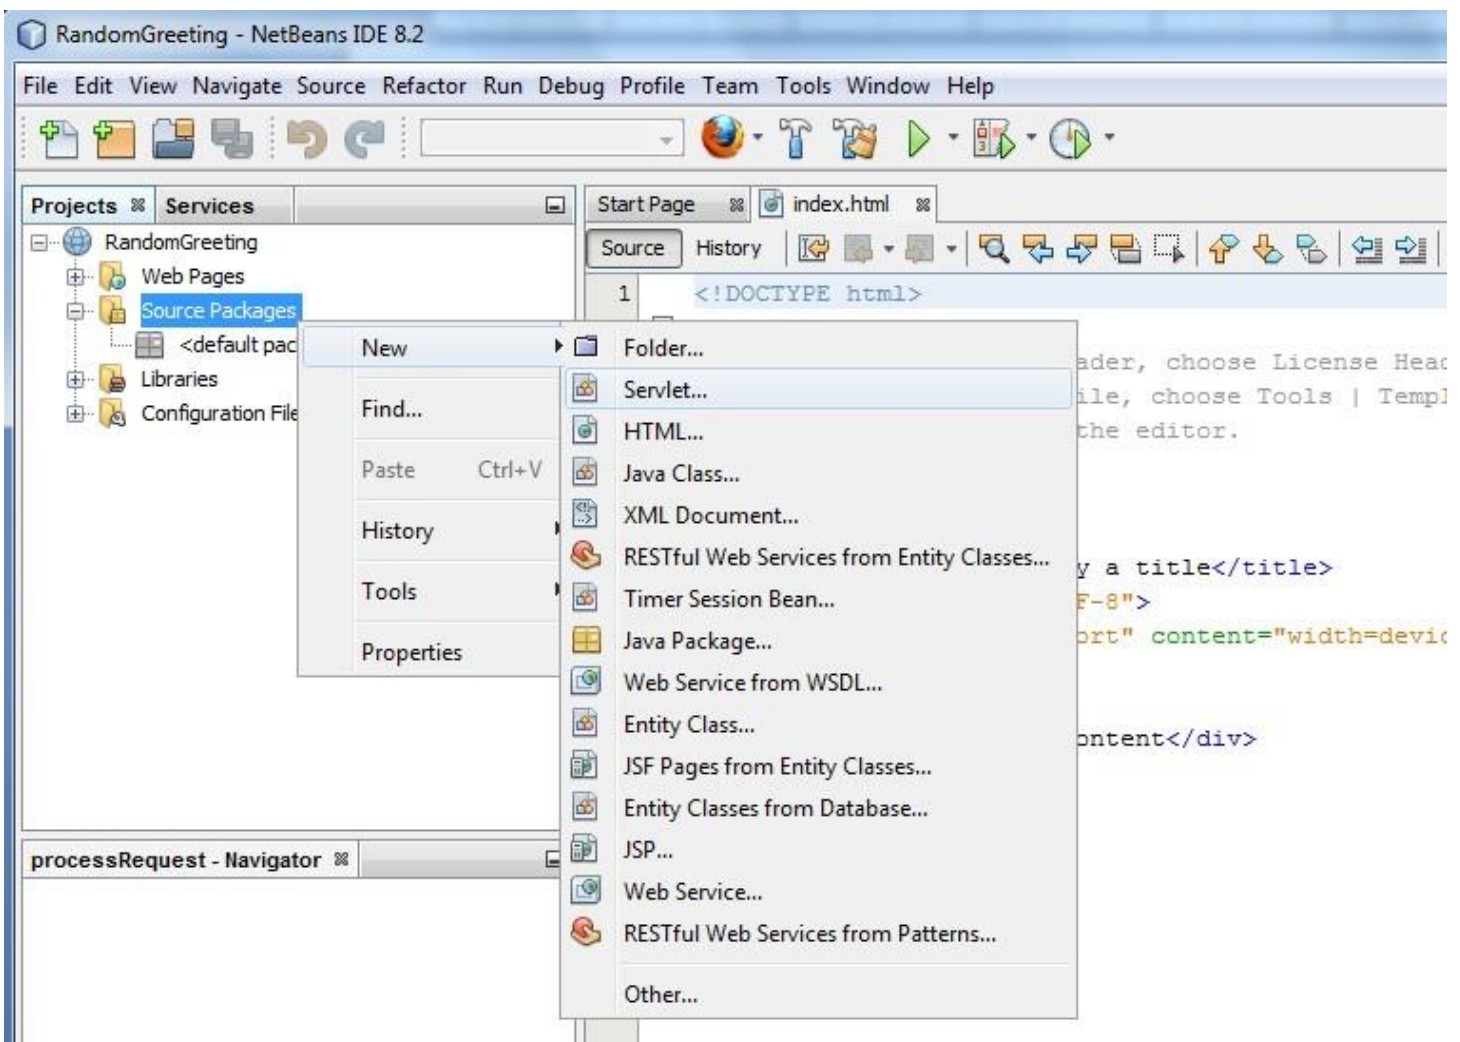 RandomGreeting - NetBeans IDE 8.2
File Edit View Navigate Source Refactor Run Debug Profile Team Tools Window Help
Projects Services
RandomGreeting
Web Pages
Source Packages
<default pac
Libraries
Configuration File
Start Page index.html
Source History
1 <!DOCTYPE html>
ader, choose License Head
ile, choose Tools | Templ
the editor.
y a title</title>
F-8">
ort" content="width=devic
ontent</div>
New
Find...
Paste Ctrl+V
History
Tools
Properties
Folder...
Servlet...
HTML...
Java Class...
XML Document...
RESTful Web Services from Entity Classes...
Timer Session Bean...
Java Package...
Web Service from WSDL...
Entity Class...
JSF Pages from Entity Classes...
Entity Classes from Database...
JSP...
Web Service...
RESTful Web Services from Patterns...
Other...
processRequest - Navigator